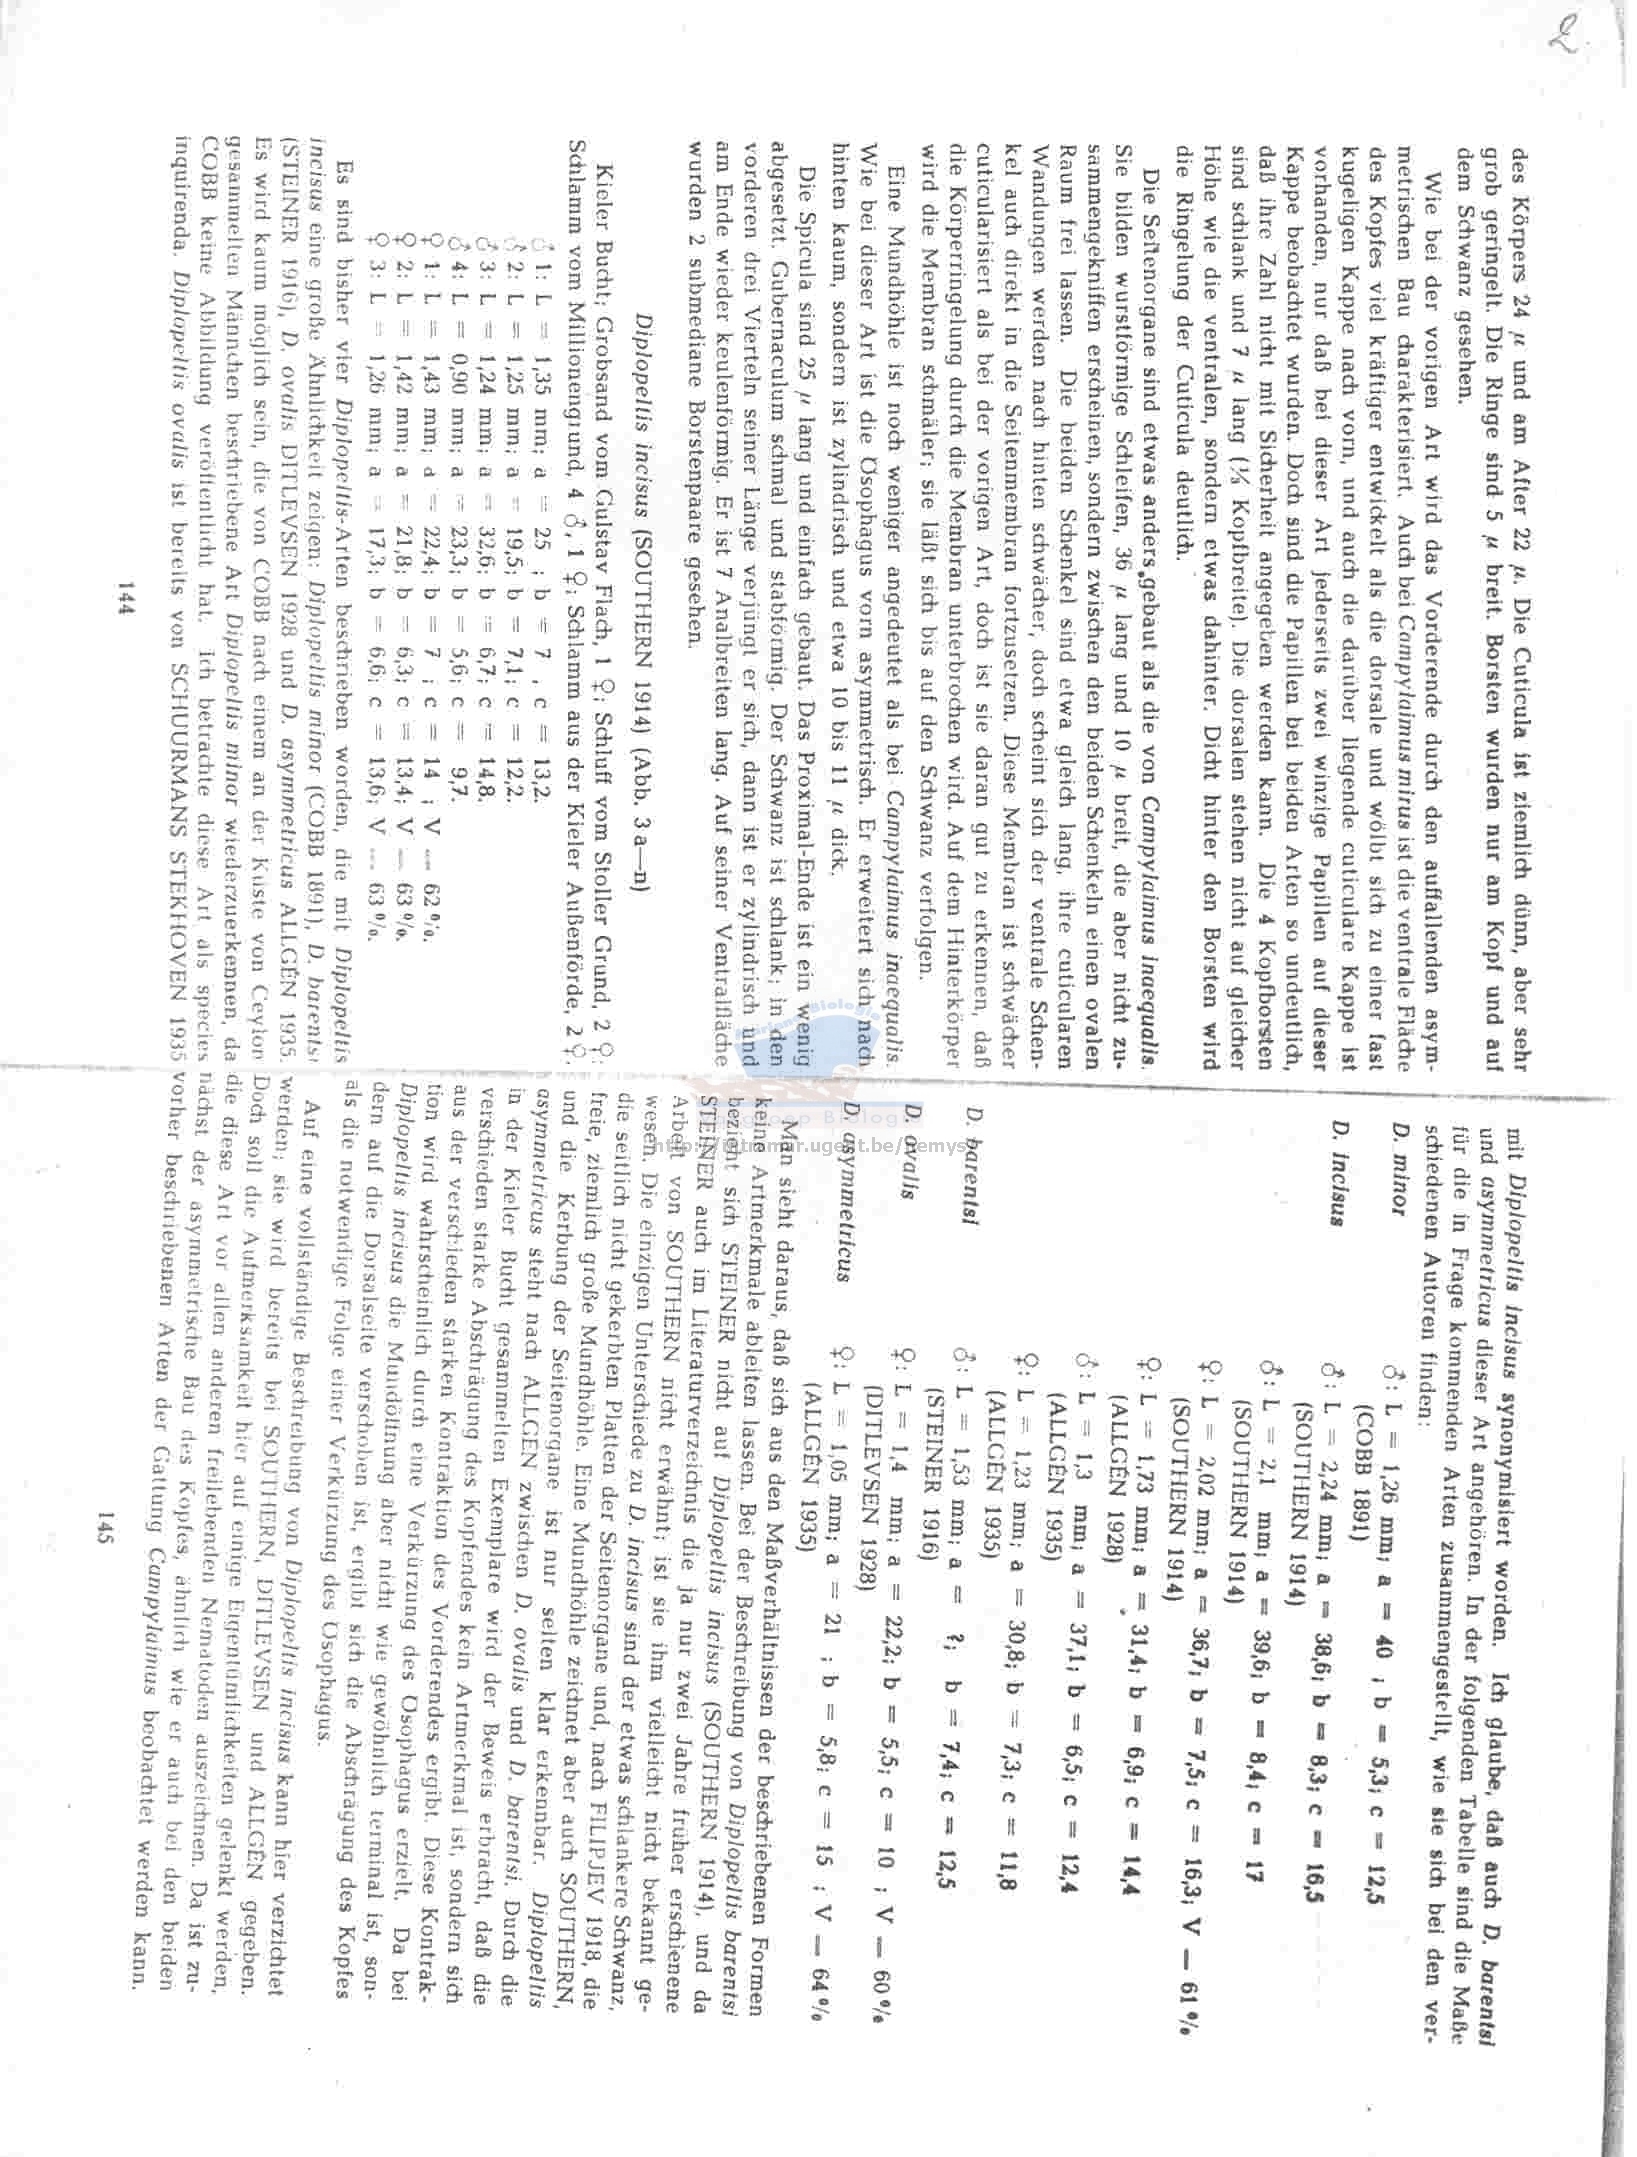 2
des Körpers 24 µ und am After 22 µ. Die Cuticula ist ziemlich dünn, aber sehr
grob geringelt. Die Ringe sind 5 µ breit. Borsten wurden nur am Kopf und auf
dem Schwanz gesehen.
Wie bei der vorigen Art wird das Vorderende durch den auffallenden asym-
metrischen Bau charakterisiert. Auch bei Campylaimus mirus ist die ventrale Fläche
des Kopfes viel kräftiger entwickelt als die dorsale und wölbt sich zu einer fast
kugeligen Kappe nach vorn, und auch die darüber liegende cuticulare Kappe ist
vorhanden, nur daß bei dieser Art jederseits zwei winzige Papillen auf dieser
Kappe beobachtet wurden. Doch sind die Papillen bei beiden Arten so undeutlich,
daß ihre Zahl nicht mit Sicherheit angegeben werden kann. Die 4 Kopfborsten
sind schlank und 7 µ lang (⅓ Kopfbreite). Die dorsalen stehen nicht auf gleicher
Höhe wie die ventralen, sondern etwas dahinter. Dicht hinter den Borsten wird
die Ringelung der Cuticula deutlich.
Die Seitenorgane sind etwas anders gebaut als die von Campylaimus inaequalis.
Sie bilden wurstförmige Schleifen, 36 µ lang und 10 µ breit, die aber nicht zu-
sammengekniffen erscheinen, sondern zwischen den beiden Schenkeln einen ovalen
Raum frei lassen. Die beiden Schenkel sind etwa gleich lang, ihre cuticularen
Wandungen werden nach hinten schwächer, doch scheint sich der ventrale Schen-
kel auch direkt in die Seitenmembran fortzusetzen. Diese Membran ist schwächer
cuticularisiert als bei der vorigen Art, doch ist sie daran gut zu erkennen, daß
die Körperringelung durch die Membran unterbrochen wird. Auf dem Hinterkörper
wird die Membran schmäler; sie läßt sich bis auf den Schwanz verfolgen.
Eine Mundhöhle ist noch weniger angedeutet als bei Campylaimus inaequalis.
Wie bei dieser Art ist die Ösophagus vorn asymmetrisch. Er erweitert sich nach
hinten kaum, sondern ist zylindrisch und etwa 10 bis 11 µ dick.
Die Spicula sind 25 µ lang und einfach gebaut. Das Proximal-Ende ist ein wenig
abgesetzt. Gubernaculum schmal und stabförmig. Der Schwanz ist schlank; in den
vorderen drei Vierteln seiner Länge verjüngt er sich, dann ist er zylindrisch und
am Ende wieder keulenförmig. Er ist 7 Analbreiten lang. Auf seiner Ventralfläche
wurden 2 submediane Borstenpaare gesehen.
Diplopeltis incisus (SOUTHERN 1914) (Abb. 3 a—n)
Kieler Bucht; Grobsand vom Gulstav Flach, 1 ♀; Schluff vom Stoller Grund, 2 ♀;
Schlamm vom Millionengrund, 4 ♂, 1 ♀; Schlamm aus der Kieler Außenförde, 2 ♀.
♂ 1: L = 1,35 mm; a = 25 ; b = 7 , c = 13,2.
♂ 2: L = 1,25 mm; a = 19,5; b = 7,1; c = 12,2.
♂ 3: L = 1,24 mm; a = 32,6; b = 6,7; c = 14,8.
♂ 4: L = 0,90 mm; a = 23,3; b = 5,6; c = 9,7.
♀ 1: L = 1,43 mm; a = 22,4; b = 7 ; c = 14 ; V — 62 %.
♀ 2: L = 1,42 mm; a = 21,8; b = 6,3; c = 13,4; V — 63 %.
♀ 3: L = 1,26 mm; a = 17,3; b = 6,6; c = 13,6; V — 63 %.
Es sind bisher vier Diplopeltis-Arten beschrieben worden, die mit Diplopeltis
incisus eine große Ähnlichkeit zeigen: Diplopeltis minor (COBB 1891), D. barentsi
(STEINER 1916), D. ovalis DITLEVSEN 1928 und D. asymmetricus ALLGÉN 1935.
Es wird kaum möglich sein, die von COBB nach einem an der Küste von Ceylon
gesammelten Männchen beschriebene Art Diplopeltis minor wiederzuerkennen, da
COBB keine Abbildung veröffentlicht hat. Ich betrachte diese Art als species
inquirenda. Diplopeltis ovalis ist bereits von SCHUURMANS STEKHOVEN 1935
144
mit Diplopeltis incisus synonymisiert worden. Ich glaube, daß auch D. barentsi
und asymmetricus dieser Art angehören. In der folgenden Tabelle sind die Maße
für die in Frage kommenden Arten zusammengestellt, wie sie sich bei den ver-
schiedenen Autoren finden:
D. minor ♂: L = 1,26 mm; a = 40 ; b = 5,3; c = 12,5
(COBB 1891)
D. incisus ♂: L = 2,24 mm; a = 38,6; b = 8,3; c = 16,5
(SOUTHERN 1914)
♂: L = 2,1 mm; a = 39,6; b = 8,4; c = 17
(SOUTHERN 1914)
♀: L = 2,02 mm; a = 36,7; b = 7,5; c = 16,3; V — 61 %
(SOUTHERN 1914)
♀: L = 1,73 mm; a = 31,4; b = 6,9; c = 14,4
(ALLGÉN 1928)
♂: L = 1,3 mm; a = 37,1; b = 6,5; c = 12,4
(ALLGÉN 1935)
♀: L = 1,23 mm; a = 30,8; b = 7,3; c = 11,8
(ALLGÉN 1935)
D. barentsi ♂: L = 1,53 mm; a = ?; b = 7,4; c = 12,5
(STEINER 1916)
D. ovalis ♀: L = 1,4 mm; a = 22,2; b = 5,5; c = 10 ; V — 60 %
(DITLEVSEN 1928)
D. asymmetricus ♀: L = 1,05 mm; a = 21 ; b = 5,8; c = 15 ; V — 64 %
(ALLGÉN 1935)
Man sieht daraus, daß sich aus den Maßverhältnissen der beschriebenen Formen
keine Artmerkmale ableiten lassen. Bei der Beschreibung von Diplopeltis barentsi
bezieht sich STEINER nicht auf Diplopeltis incisus (SOUTHERN 1914), und da
STEINER auch im Literaturverzeichnis die ja nur zwei Jahre früher erschienene
Arbeit von SOUTHERN nicht erwähnt; ist sie ihm vielleicht nicht bekannt ge-
wesen. Die einzigen Unterschiede zu D. incisus sind der etwas schlankere Schwanz,
die seitlich nicht gekerbten Platten der Seitenorgane und, nach FILIPJEV 1918, die
freie, ziemlich große Mundhöhle. Eine Mundhöhle zeichnet aber auch SOUTHERN,
und die Kerbung der Seitenorgane ist nur selten klar erkennbar. Diplopeltis
asymmetricus steht nach ALLGÉN zwischen D. ovalis und D. barentsi. Durch die
in der Kieler Bucht gesammelten Exemplare wird der Beweis erbracht, daß die
verschieden starke Abschrägung des Kopfendes kein Artmerkmal ist, sondern sich
aus der verschieden starken Kontraktion des Vorderendes ergibt. Diese Kontrak-
tion wird wahrscheinlich durch eine Verkürzung des Ösophagus erzielt. Da bei
Diplopeltis incisus die Mundöffnung aber nicht wie gewöhnlich terminal ist, son-
dern auf die Dorsalseite verschoben ist, ergibt sich die Abschrägung des Kopfes
als die notwendige Folge einer Verkürzung des Ösophagus.
Auf eine vollständige Beschreibung von Diplopeltis incisus kann hier verzichtet
werden; sie wird bereits bei SOUTHERN, DITLEVSEN und ALLGÉN gegeben.
Doch soll die Aufmerksamkeit hier auf einige Eigentümlichkeiten gelenkt werden,
die diese Art vor allen anderen freilebenden Nematoden auszeichnen. Da ist zu-
nächst der asymmetrische Bau des Kopfes, ähnlich wie er auch bei den beiden
vorher beschriebenen Arten der Gattung Campylaimus beobachtet werden kann.
145